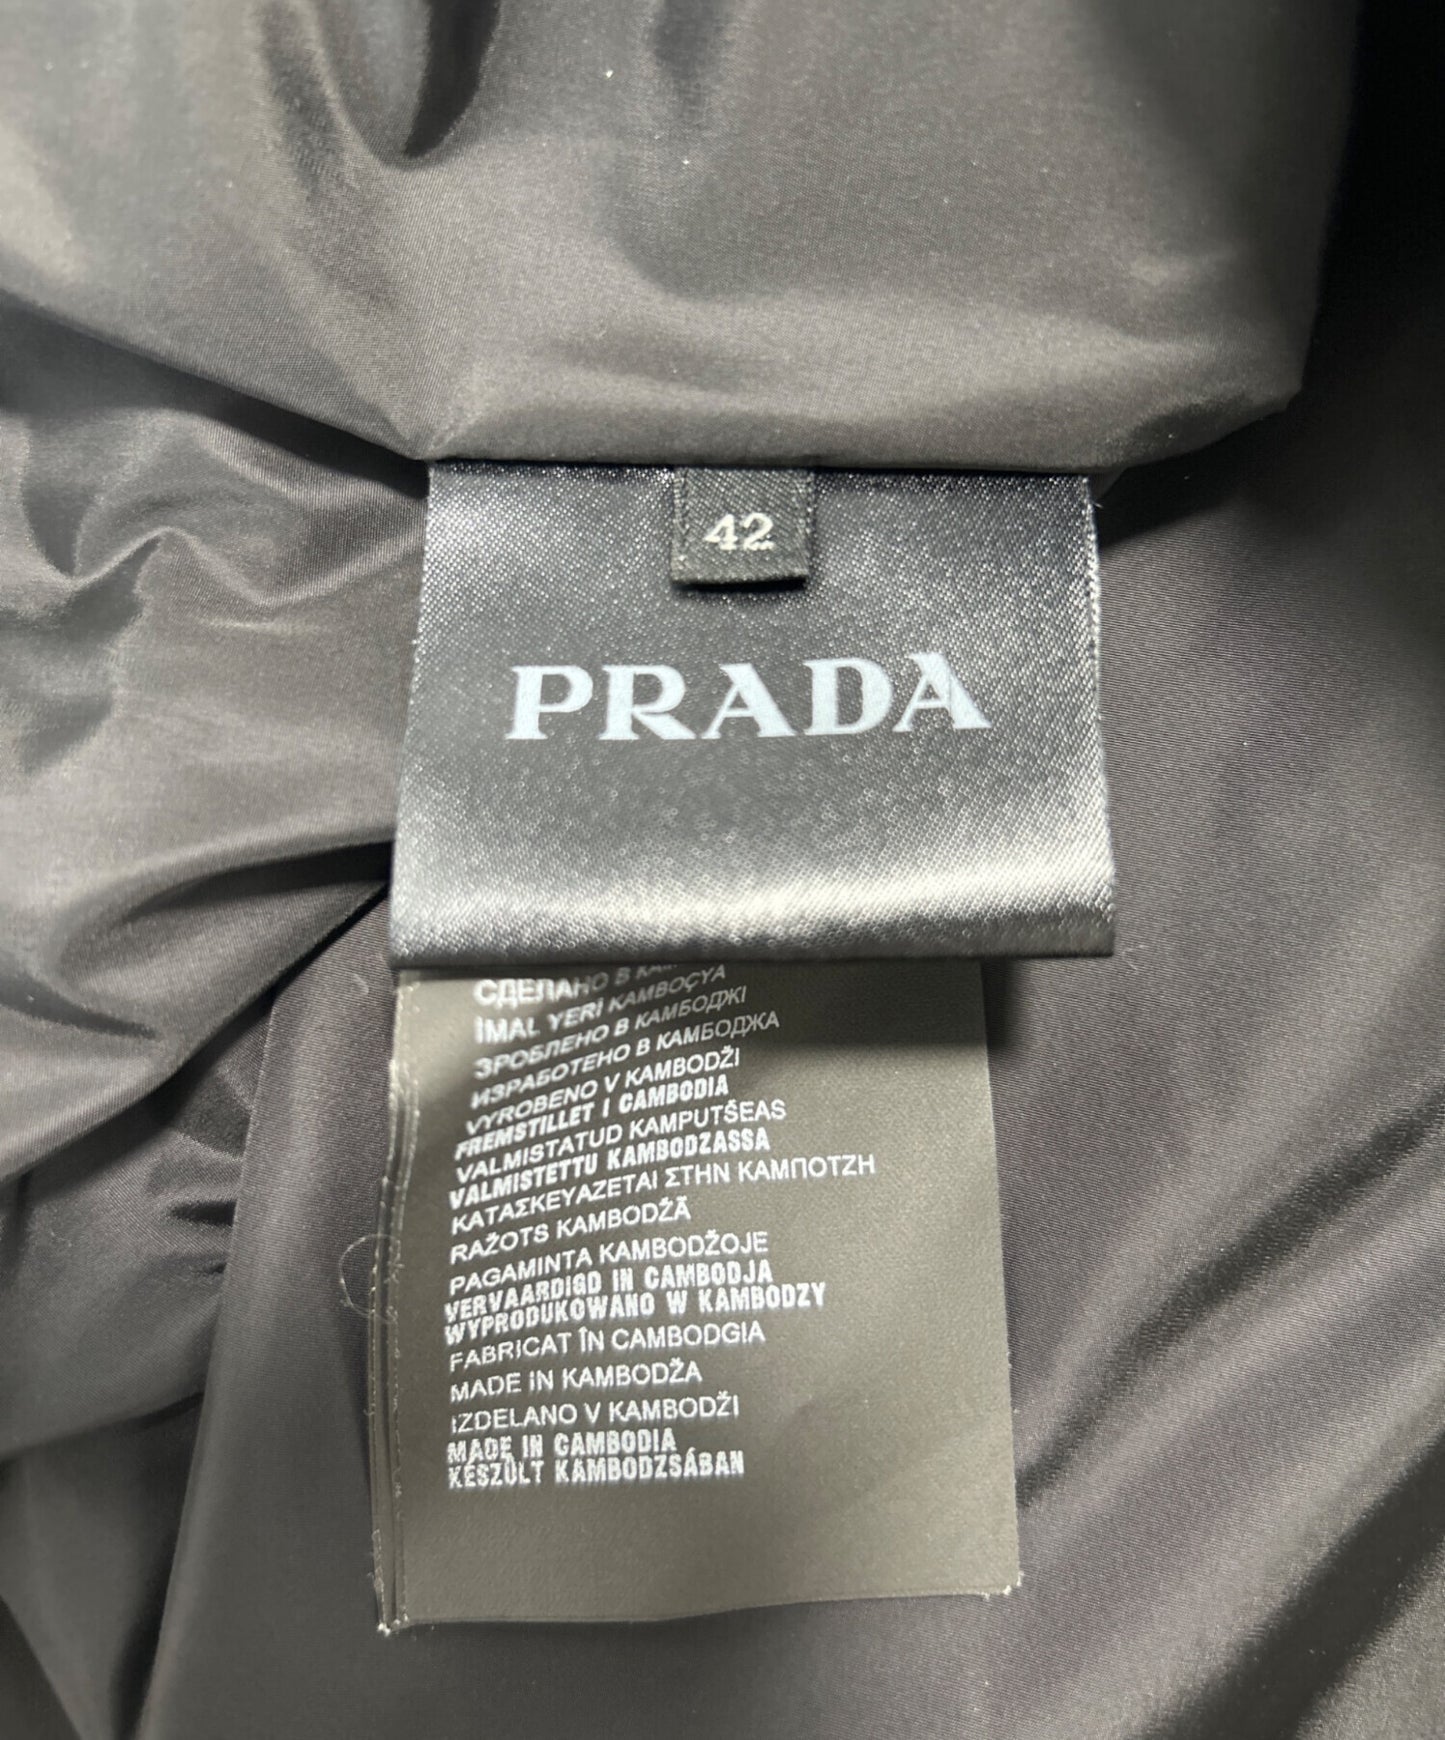 42
PRADA
СДЕЛАНО В
İMAL YERİ KAMBOÇYA
ЗРОБЛЕНО В КАМБОДЖІ
ИЗРАБОТЕНО В КАМБОДЖА
VYROBENO V KAMBODŽI
FREMSTILLET I CAMBODIA
VALMISTATUD KAMPUTŠEAS
VALMISTETTU KAMBODZASSA
ΚΑΤΑΣΚΕΥΑΖΕΤΑΙ ΣΤΗΝ ΚΑΜΠΟΤΖΗ
RAŽOTS KAMBODŽĀ
PAGAMINTA KAMBODŽOJE
VERVAARDIGD IN CAMBODJA
WYPRODUKOWANO W KAMBODZY
FABRICAT ÎN CAMBODGIA
MADE IN KAMBODŽA
IZDELANO V KAMBODŽI
MADE IN CAMBODIA
KÉSZÜLT KAMBODZSÁBAN